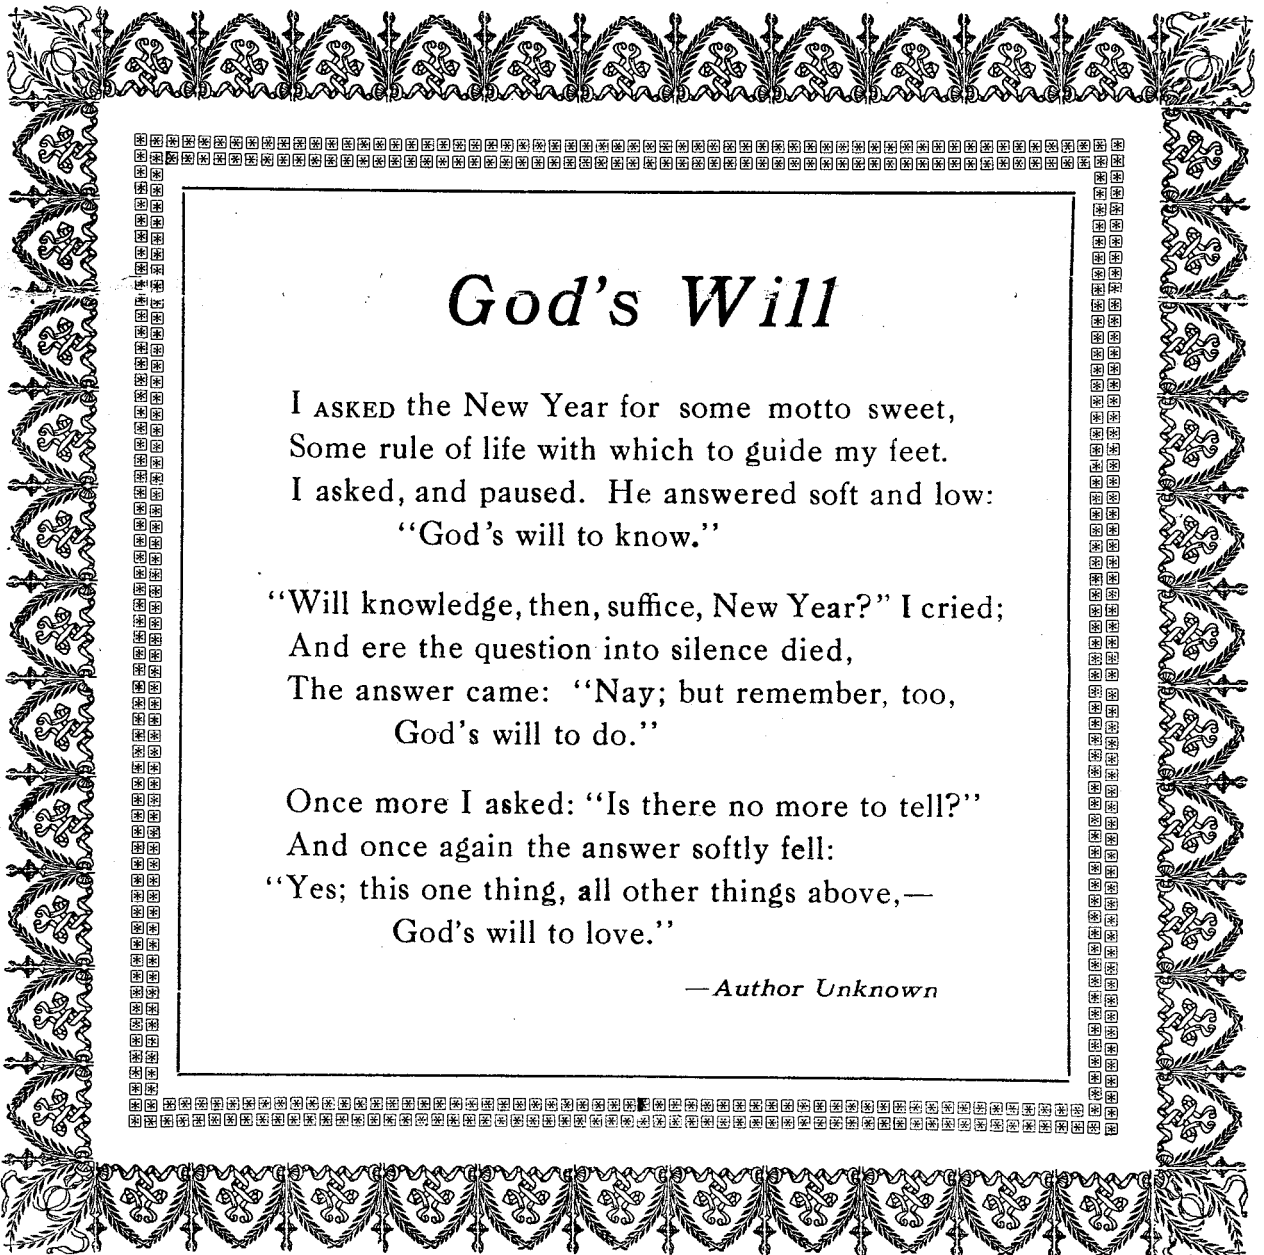 God's Will
I ASKED the New Year for some motto sweet,
Some rule of life with which to guide my feet.
I asked, and paused. He answered soft and low:
“God's will to know.”
“Will knowledge, then, suffice, New Year?” I cried;
And ere the question into silence died,
The answer came: “Nay; but remember, too,
God's will to do.”
Once more I asked: “Is there no more to tell?”
And once again the answer softly fell:
“Yes; this one thing, all other things above,—
God's will to love.”
—Author Unknown